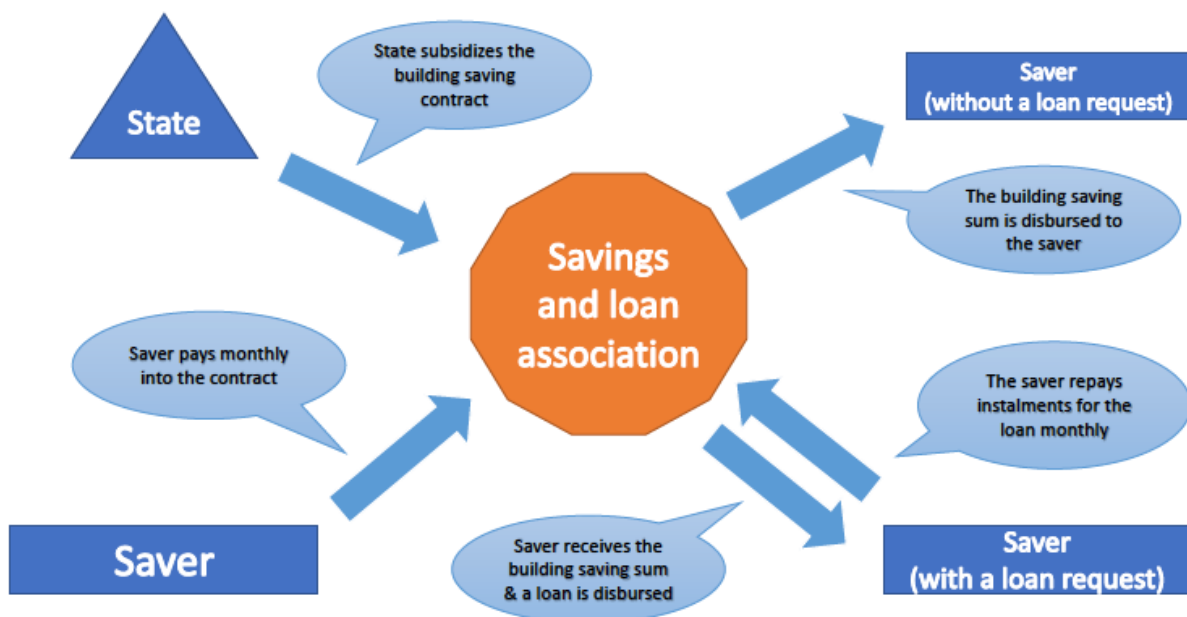 State
State subsidizes the
building saving
contract
Saver
(without a loan request)
The building saving
sum is disbursed to
the saver
Savings
and loan
association
Saver pays monthly
into the contract
The saver repays
instalments for the
loan monthly
Saver
Saver receives the
building saving sum
& a loan is disbursed
Saver
(with a loan request)